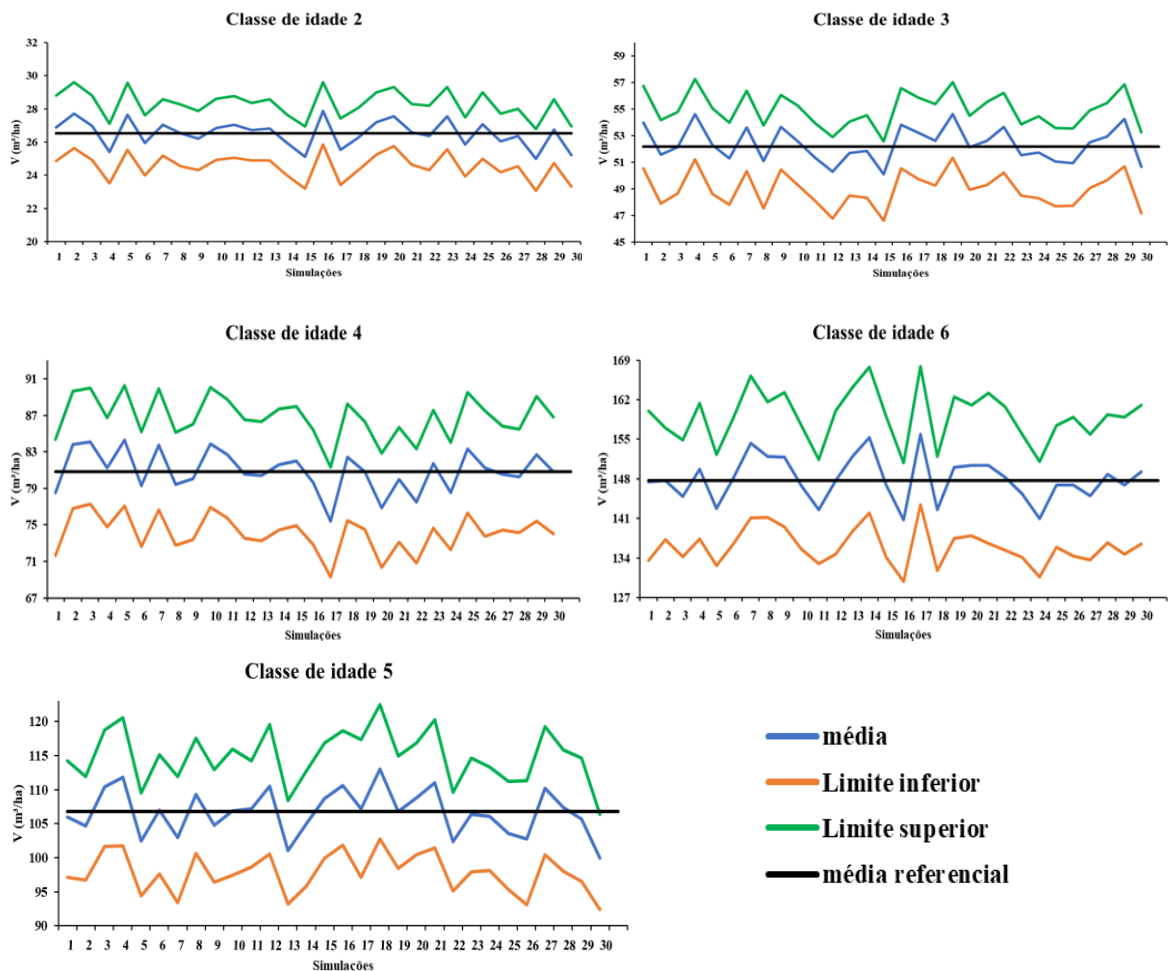 Classe de idade 2
V (m³/ha)
32
30
28
26
24
22
20
1 2 3 4 5 6 7 8 9 10 11 12 13 14 15 16 17 18 19 20 21 22 23 24 25 26 27 28 29 30
Simulações
Classe de idade 3
V (m³/ha)
59
57
55
53
51
49
47
45
1 2 3 4 5 6 7 8 9 10 11 12 13 14 15 16 17 18 19 20 21 22 23 24 25 26 27 28 29 30
Simulações
Classe de idade 4
V (m³/ha)
91
87
83
79
75
71
67
1 2 3 4 5 6 7 8 9 10 11 12 13 14 15 16 17 18 19 20 21 22 23 24 25 26 27 28 29 30
Simulações
Classe de idade 6
V (m³/ha)
169
162
155
148
141
134
127
1 2 3 4 5 6 7 8 9 10 11 12 13 14 15 16 17 18 19 20 21 22 23 24 25 26 27 28 29 30
Simulações
Classe de idade 5
V (m³/ha)
120
115
110
105
100
95
90
1 2 3 4 5 6 7 8 9 10 11 12 13 14 15 16 17 18 19 20 21 22 23 24 25 26 27 28 29 30
Simulações
média
Limite inferior
Limite superior
média referencial